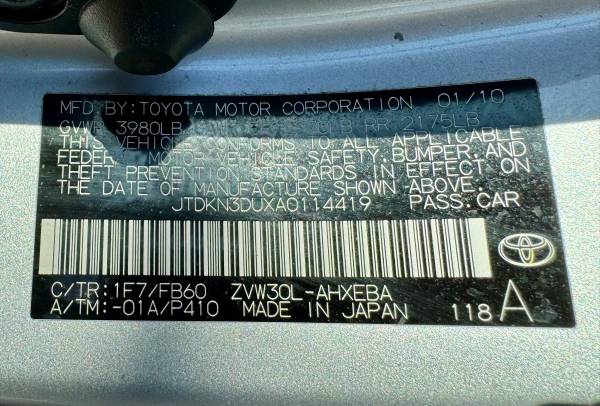 MFD. BY: TOYOTA MOTOR CORPORATION 01/10
GVWR 3980LB RR 2175LB
THIS VEHICLE CONFORMS TO ALL APPLICABLE
FEDERAL MOTOR VEHICLE SAFETY, BUMPER, AND
THEFT PREVENTION STANDARDS IN EFFECT ON
THE DATE OF MANUFACTURE SHOWN ABOVE.
JTDKN3DUXA0114419 PASS. CAR
C/TR: 1F7/FB60 ZVW30L-AHXEBA
A/TM: -01A/P410 MADE IN JAPAN 118 A